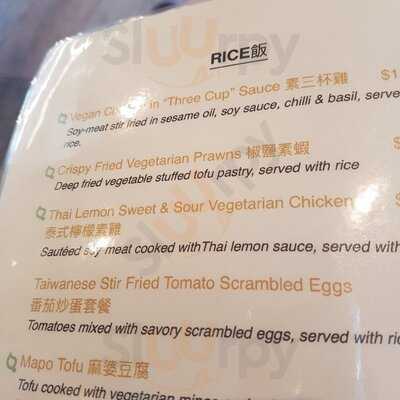 RICE飯
Vegan in "Three Cup" Sauce 素三杯雞 $1
Soy-meat stir fried in sesame oil, soy sauce, chilli & basil, serve
rice.
Crispy Fried Vegetarian Prawns 椒鹽素蝦
Deep fried vegetable stuffed tofu pastry, served with rice
Thai Lemon Sweet & Sour Vegetarian Chicken
泰式檸檬素雞
Sautéed soy meat cooked withThai lemon sauce, served with
Taiwanese Stir Fried Tomato Scrambled Eggs
番茄炒蛋套餐
Tomatoes mixed with savory scrambled eggs, served with ric
Mapo Tofu 麻婆豆腐
Tofu cooked with vegetarian
Sluurpy